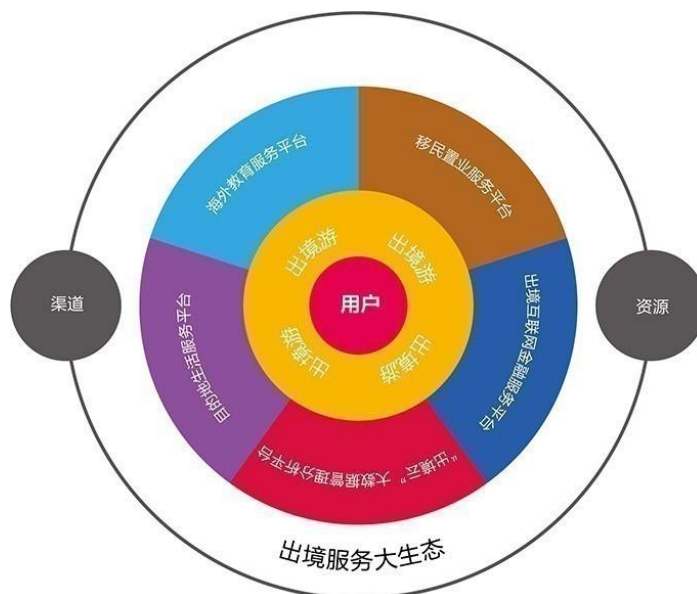 海外教育服务平台
移民置业服务平台
出境游
出境游
渠道
用户
资源
目的地生活服务平台
出境互联网金融服务平台
出境游
出境游
“出境云”大数据管理分析平台
出境服务大生态